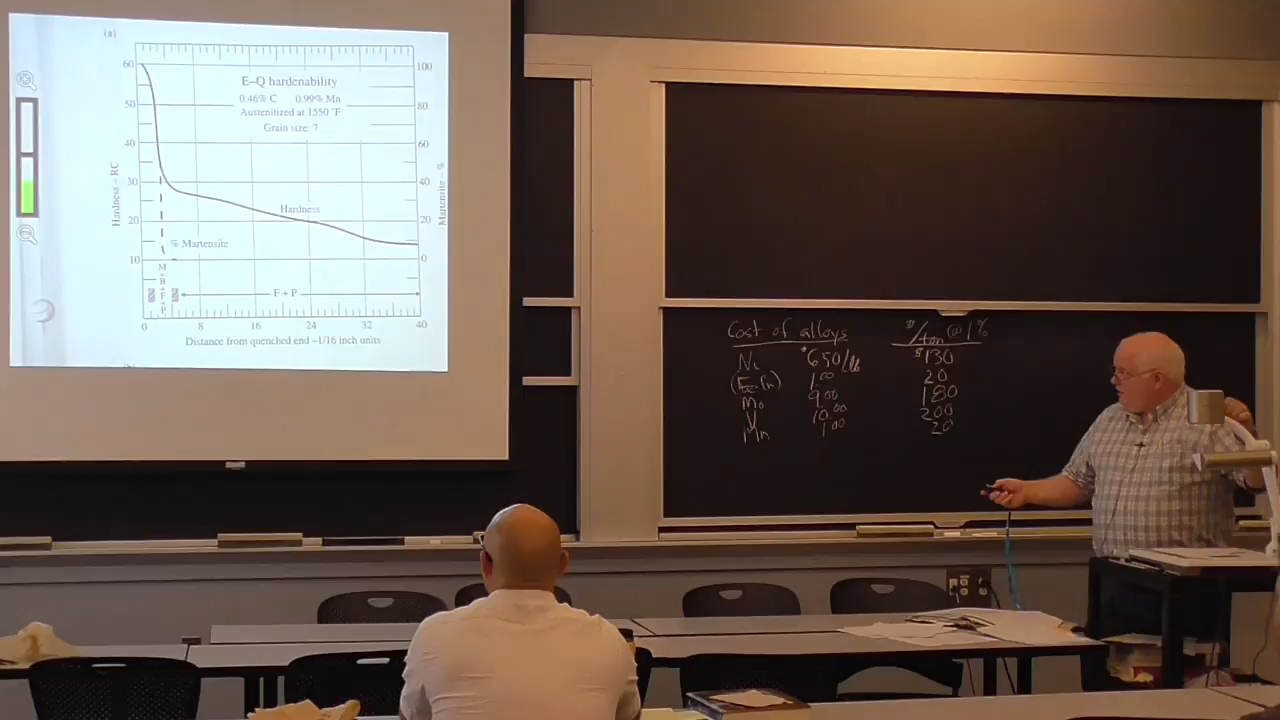 (a)
E–Q hardenability
0.46% C 0.99% Mn
Austenitized at 1550 °F
Grain size: 7
60
50
40
30
20
10
100
80
60
40
20
0
Hardness – RC
Martensite – %
Hardness
% Martensite
M
+
B
+
F
+
P
F + P
0 8 16 24 32 40
Distance from quenched end –1/16 inch units
Cost of alloys $/ton @ 1%
Ni $6.50/lb $130
1.00 20
Mo 9.00 180
V 10.00 200
Mn 1.00 20